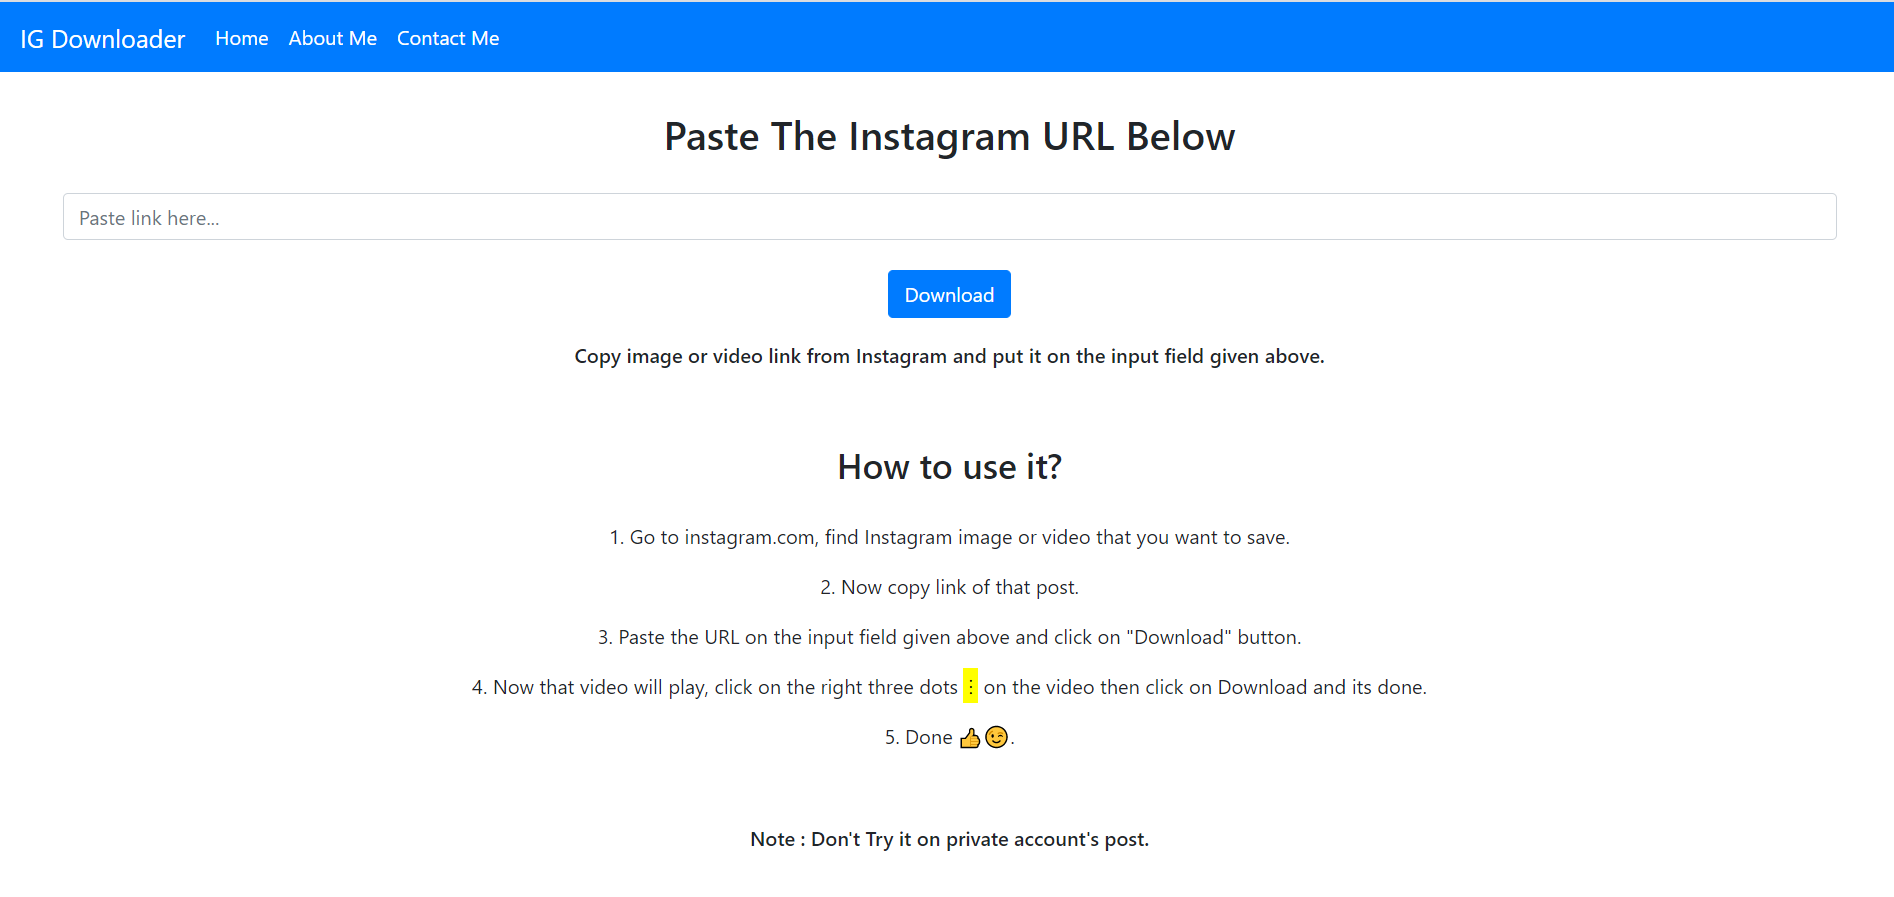 IG Downloader Home About Me Contact Me
Paste The Instagram URL Below
Paste link here...
Download
Copy image or video link from Instagram and put it on the input field given above.
How to use it?
1. Go to instagram.com, find Instagram image or video that you want to save.
2. Now copy link of that post.
3. Paste the URL on the input field given above and click on "Download" button.
4. Now that video will play, click on the right three dots ⋮ on the video then click on Download and its done.
5. Done 👍😉.
Note : Don't Try it on private account's post.